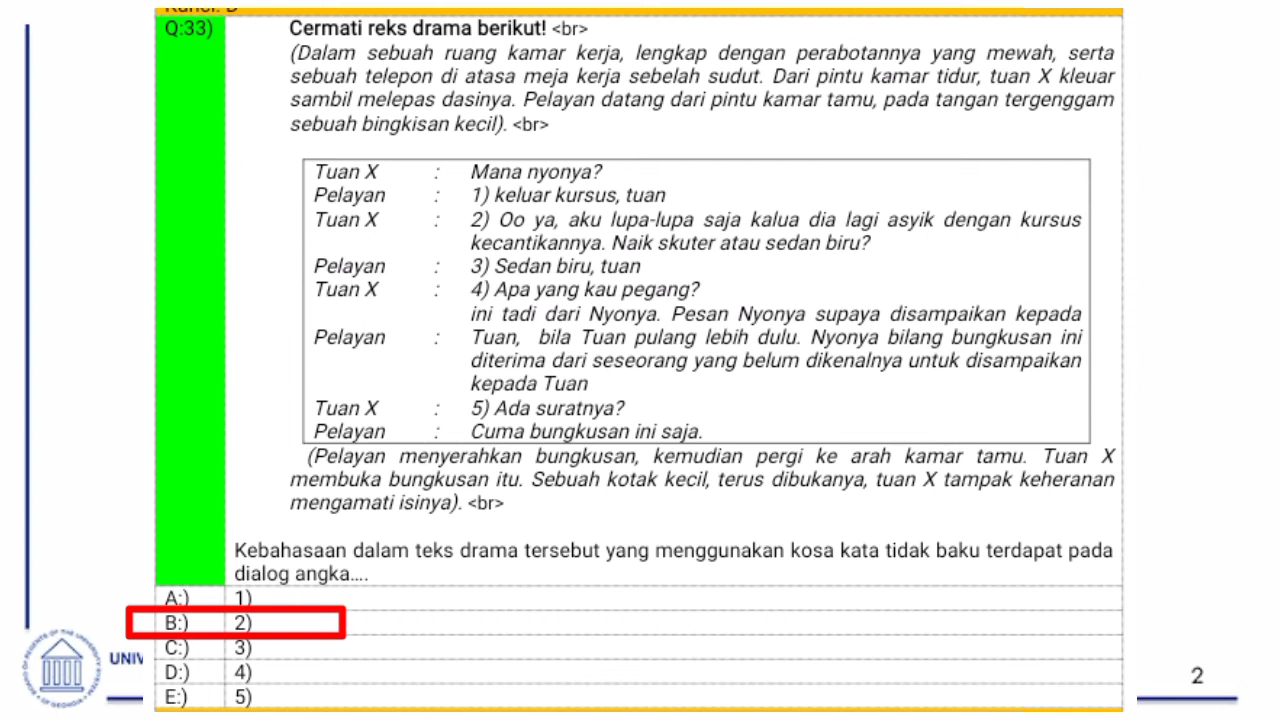 Kunci: D
Q:33) Cermati reks drama berikut! <br>
(Dalam sebuah ruang kamar kerja, lengkap dengan perabotannya yang mewah, serta
sebuah telepon di atasa meja kerja sebelah sudut. Dari pintu kamar tidur, tuan X kleuar
sambil melepas dasinya. Pelayan datang dari pintu kamar tamu, pada tangan tergenggam
sebuah bingkisan kecil). <br>
Tuan X : Mana nyonya?
Pelayan : 1) keluar kursus, tuan
Tuan X : 2) Oo ya, aku lupa-lupa saja kalua dia lagi asyik dengan kursus
kecantikannya. Naik skuter atau sedan biru?
Pelayan : 3) Sedan biru, tuan
Tuan X : 4) Apa yang kau pegang?
ini tadi dari Nyonya. Pesan Nyonya supaya disampaikan kepada
Pelayan : Tuan, bila Tuan pulang lebih dulu. Nyonya bilang bungkusan ini
diterima dari seseorang yang belum dikenalnya untuk disampaikan
kepada Tuan
Tuan X : 5) Ada suratnya?
Pelayan : Cuma bungkusan ini saja.
(Pelayan menyerahkan bungkusan, kemudian pergi ke arah kamar tamu. Tuan X
membuka bungkusan itu. Sebuah kotak kecil, terus dibukanya, tuan X tampak keheranan
mengamati isinya). <br>
Kebahasaan dalam teks drama tersebut yang menggunakan kosa kata tidak baku terdapat pada
dialog angka....
A:) 1)
B:) 2)
C:) 3)
D:) 4)
E:) 5)
UNIV
2